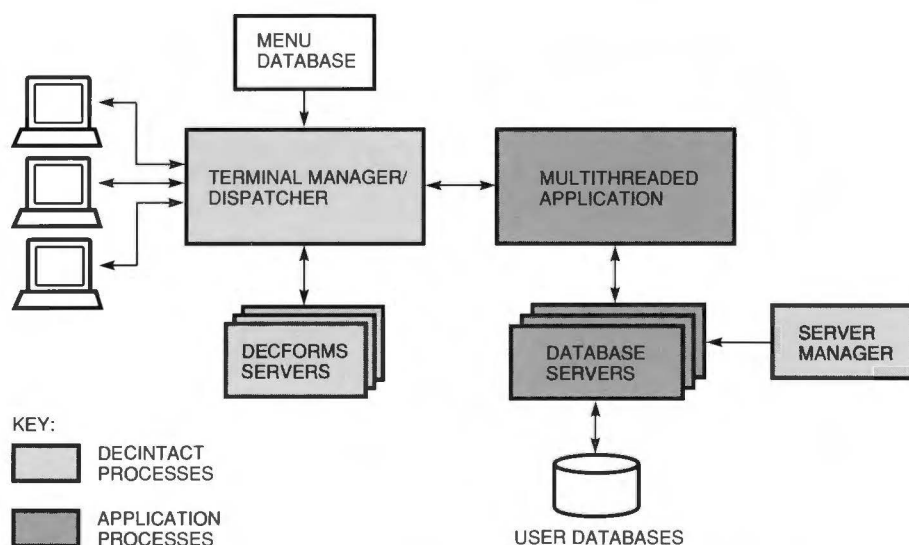 MENU
DATABASE
TERMINAL MANAGER/
DISPATCHER
MULTITHREADED
APPLICATION
DECFORMS
SERVERS
DATABASE
SERVERS
SERVER
MANAGER
KEY:
DECINTACT
PROCESSES
APPLICATION
PROCESSES
USER DATABASES